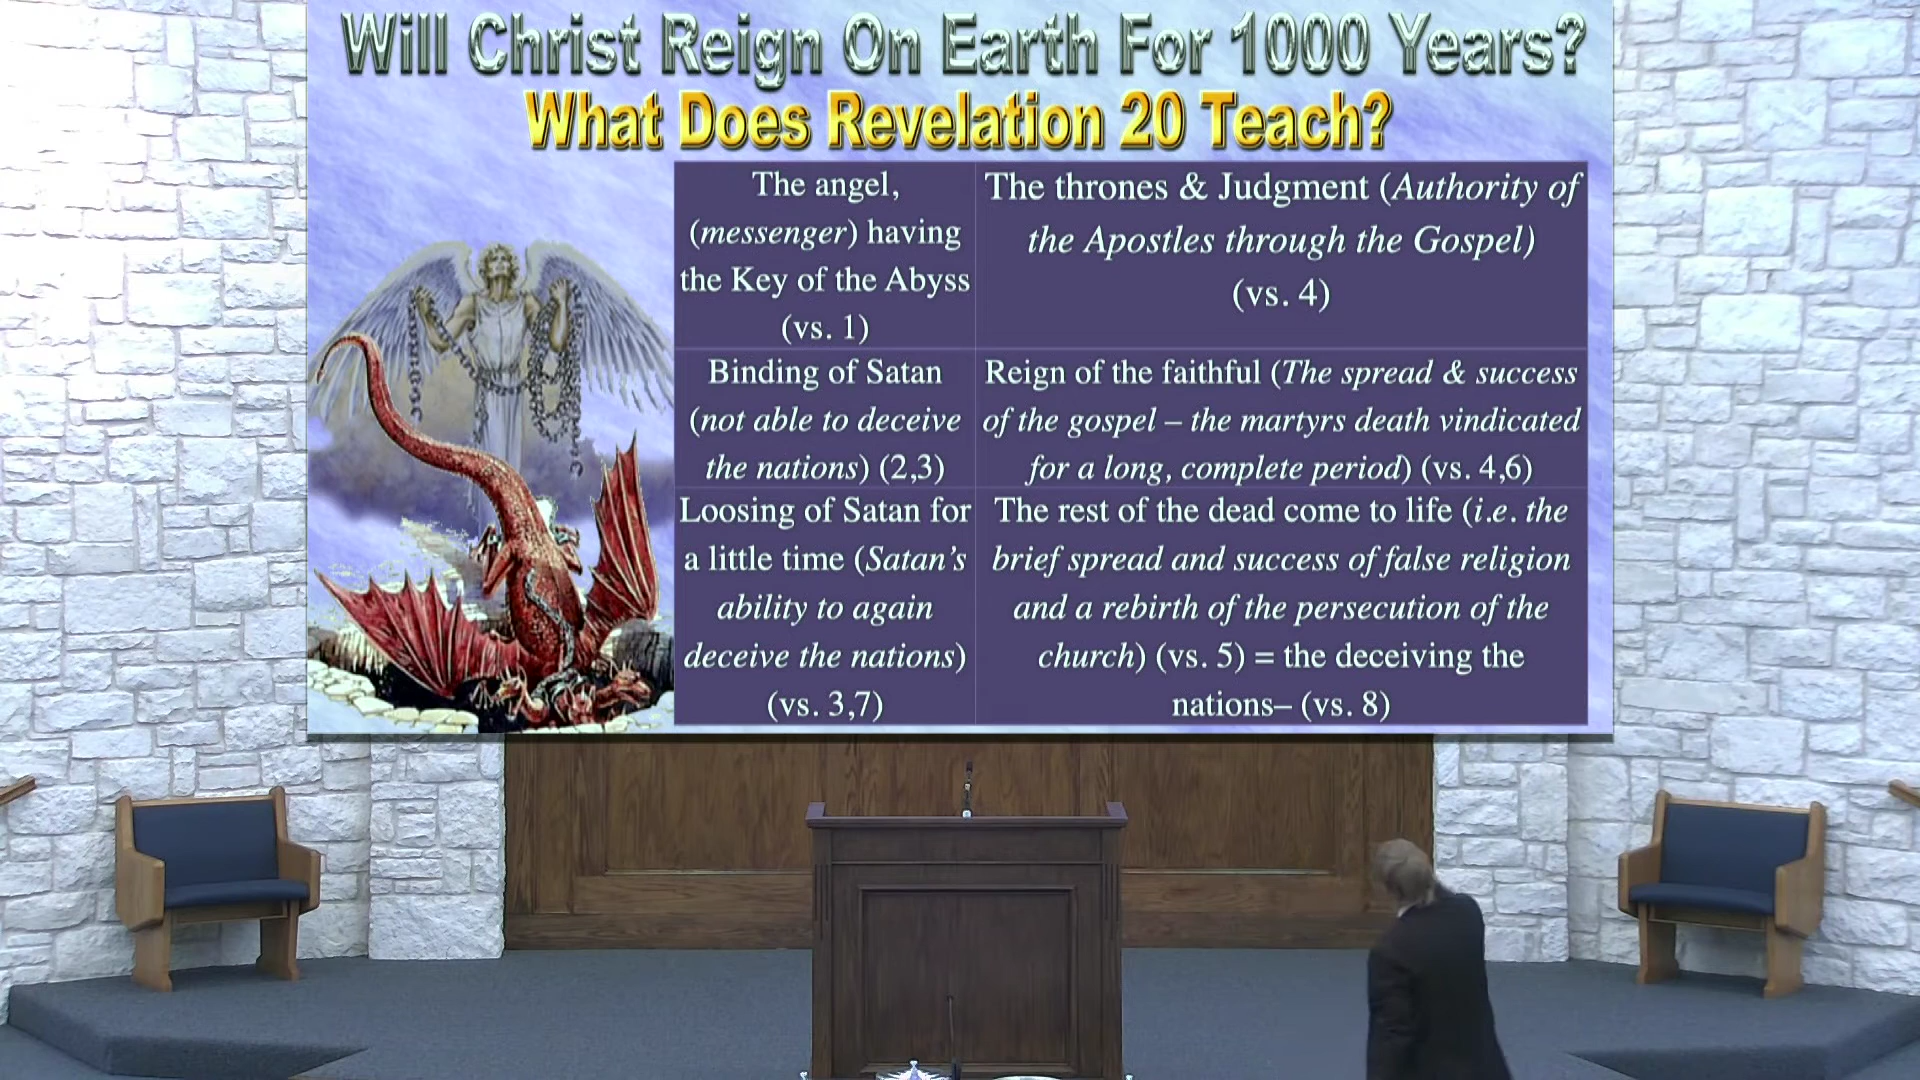 Will Christ Reign On Earth For 1000 Years?
What Does Revelation 20 Teach?
The angel,
(messenger) having
the Key of the Abyss
(vs. 1)
The thrones & Judgment (Authority of
the Apostles through the Gospel)
(vs. 4)
Binding of Satan
(not able to deceive
the nations) (2,3)
Reign of the faithful (The spread & success
of the gospel – the martyrs death vindicated
for a long, complete period) (vs. 4,6)
Loosing of Satan for
a little time (Satan’s
ability to again
deceive the nations)
(vs. 3,7)
The rest of the dead come to life (i.e. the
brief spread and success of false religion
and a rebirth of the persecution of the
church) (vs. 5) = the deceiving the
nations– (vs. 8)